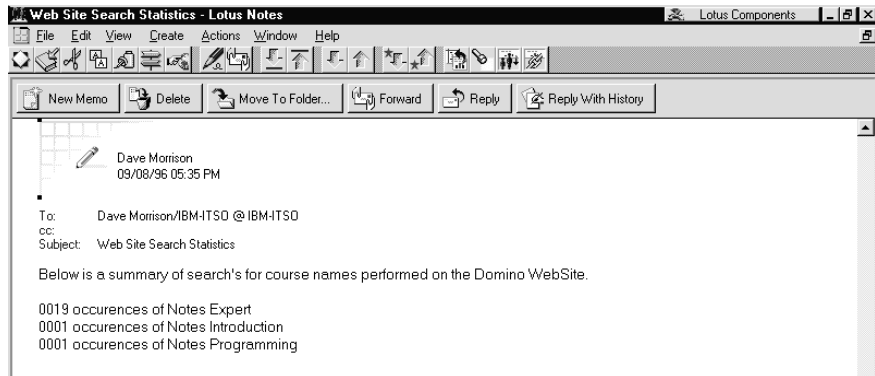 Web Site Search Statistics - Lotus Notes
Lotus Components
File Edit View Create Actions Window Help
New Memo Delete Move To Folder... Forward Reply Reply With History
Dave Morrison
09/08/96 05:35 PM
To: Dave Morrison/IBM-ITSO @ IBM-ITSO
cc:
Subject: Web Site Search Statistics
Below is a summary of search's for course names performed on the Domino WebSite.
0019 occurences of Notes Expert
0001 occurences of Notes Introduction
0001 occurences of Notes Programming